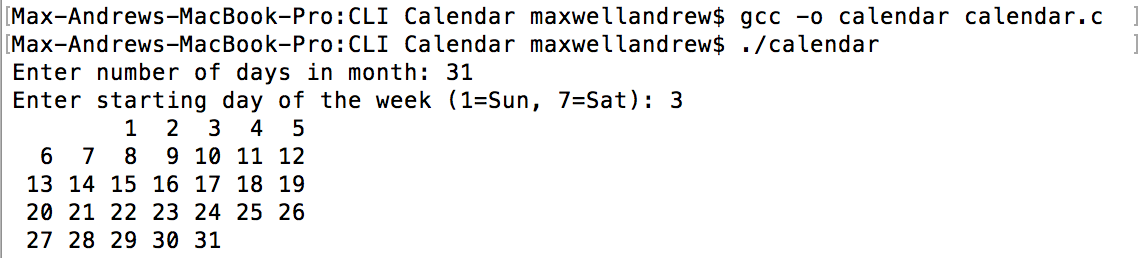 [Max-Andrews-MacBook-Pro:CLI Calendar maxwellandrew$ gcc -o calendar calendar.c ]
[Max-Andrews-MacBook-Pro:CLI Calendar maxwellandrew$ ./calendar ]
Enter number of days in month: 31
Enter starting day of the week (1=Sun, 7=Sat): 3
        1  2  3  4  5
  6  7  8  9 10 11 12
 13 14 15 16 17 18 19
 20 21 22 23 24 25 26
 27 28 29 30 31